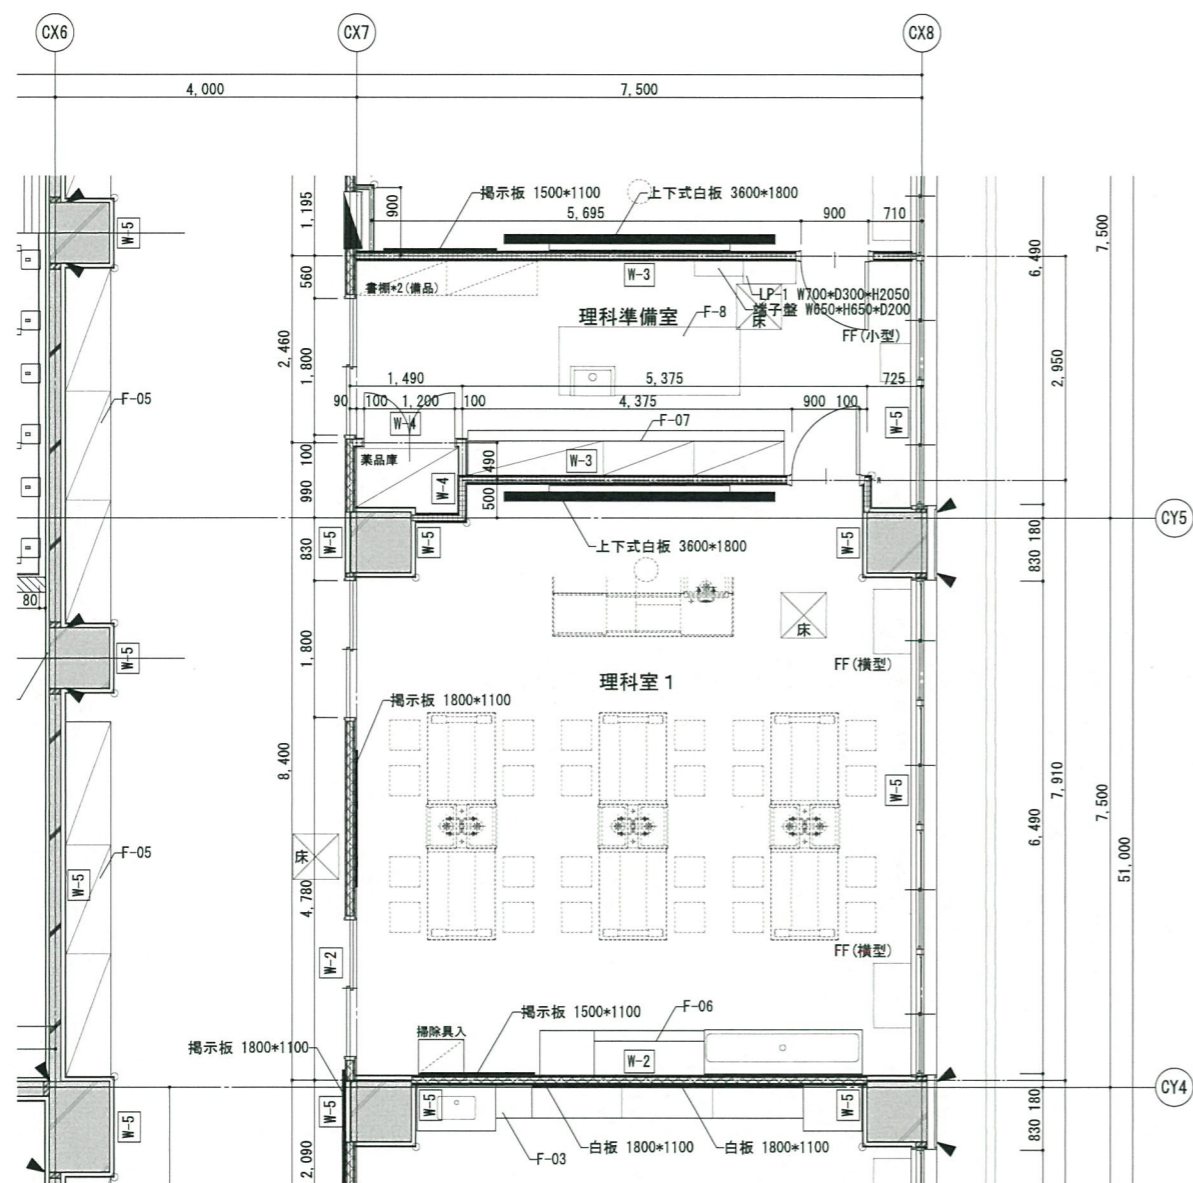 CX6
CX7
CX8
4,000
7,500
掲示板 1500*1100
上下式白板 3600*1800
1,195
900
5,695
900
710
7,500
6,490
W-5
W-3
560
書棚*2(備品)
LP-1 W700*D300*H2050
端子盤 W650*H650*D200
理科準備室
F-8
床
FF(小型)
2,460
1,800
2,950
1,490
5,375
725
90
100
1,200
100
4,375
900
100
F-05
W-4
F-07
W-5
薬品庫
100
490
W-3
W-4
990
500
CY5
W-5
W-5
W-5
上下式白板 3600*1800
830
180
830
80
床
W-5
1,800
FF(横型)
理科室1
掲示板 1800*1100
8,400
W-5
6,490
7,910
7,500
51,000
F-05
床
W-5
4,780
W-2
FF(横型)
掲示板 1500*1100
F-06
掃除具入
掲示板 1800*1100
W-2
CY4
W-5
W-5
W-5
W-5
180
830
2,090
F-03
白板 1800*1100
白板 1800*1100